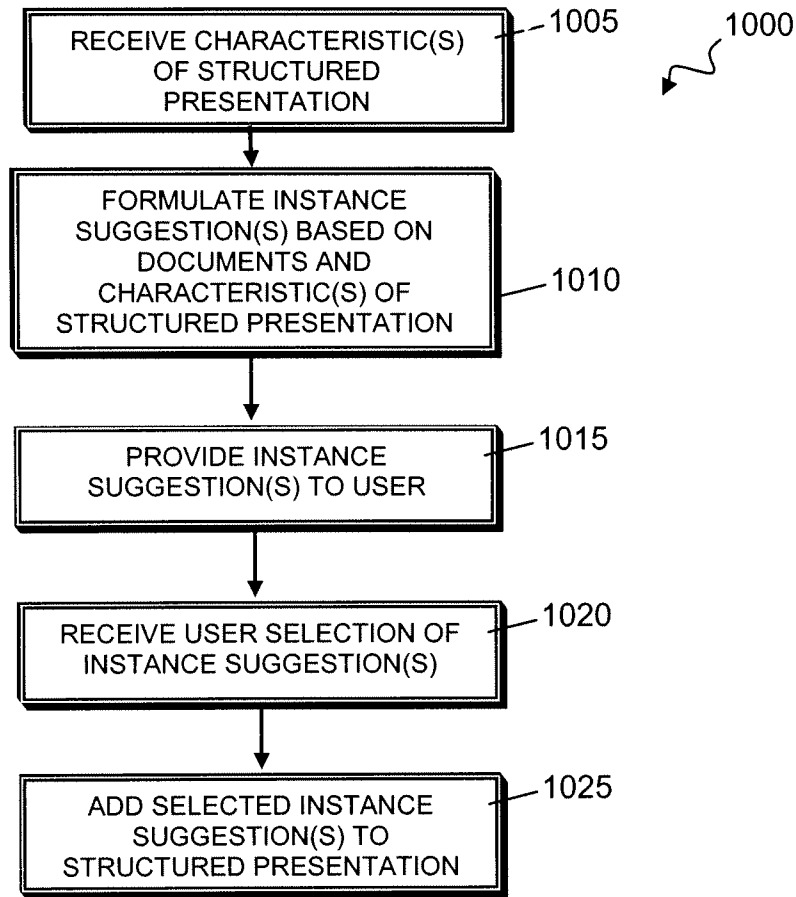 RECEIVE CHARACTERISTIC(S)
OF STRUCTURED
PRESENTATION
1005
1000
FORMULATE INSTANCE
SUGGESTION(S) BASED ON
DOCUMENTS AND
CHARACTERISTIC(S) OF
STRUCTURED PRESENTATION
1010
PROVIDE INSTANCE
SUGGESTION(S) TO USER
1015
RECEIVE USER SELECTION OF
INSTANCE SUGGESTION(S)
1020
ADD SELECTED INSTANCE
SUGGESTION(S) TO
STRUCTURED PRESENTATION
1025